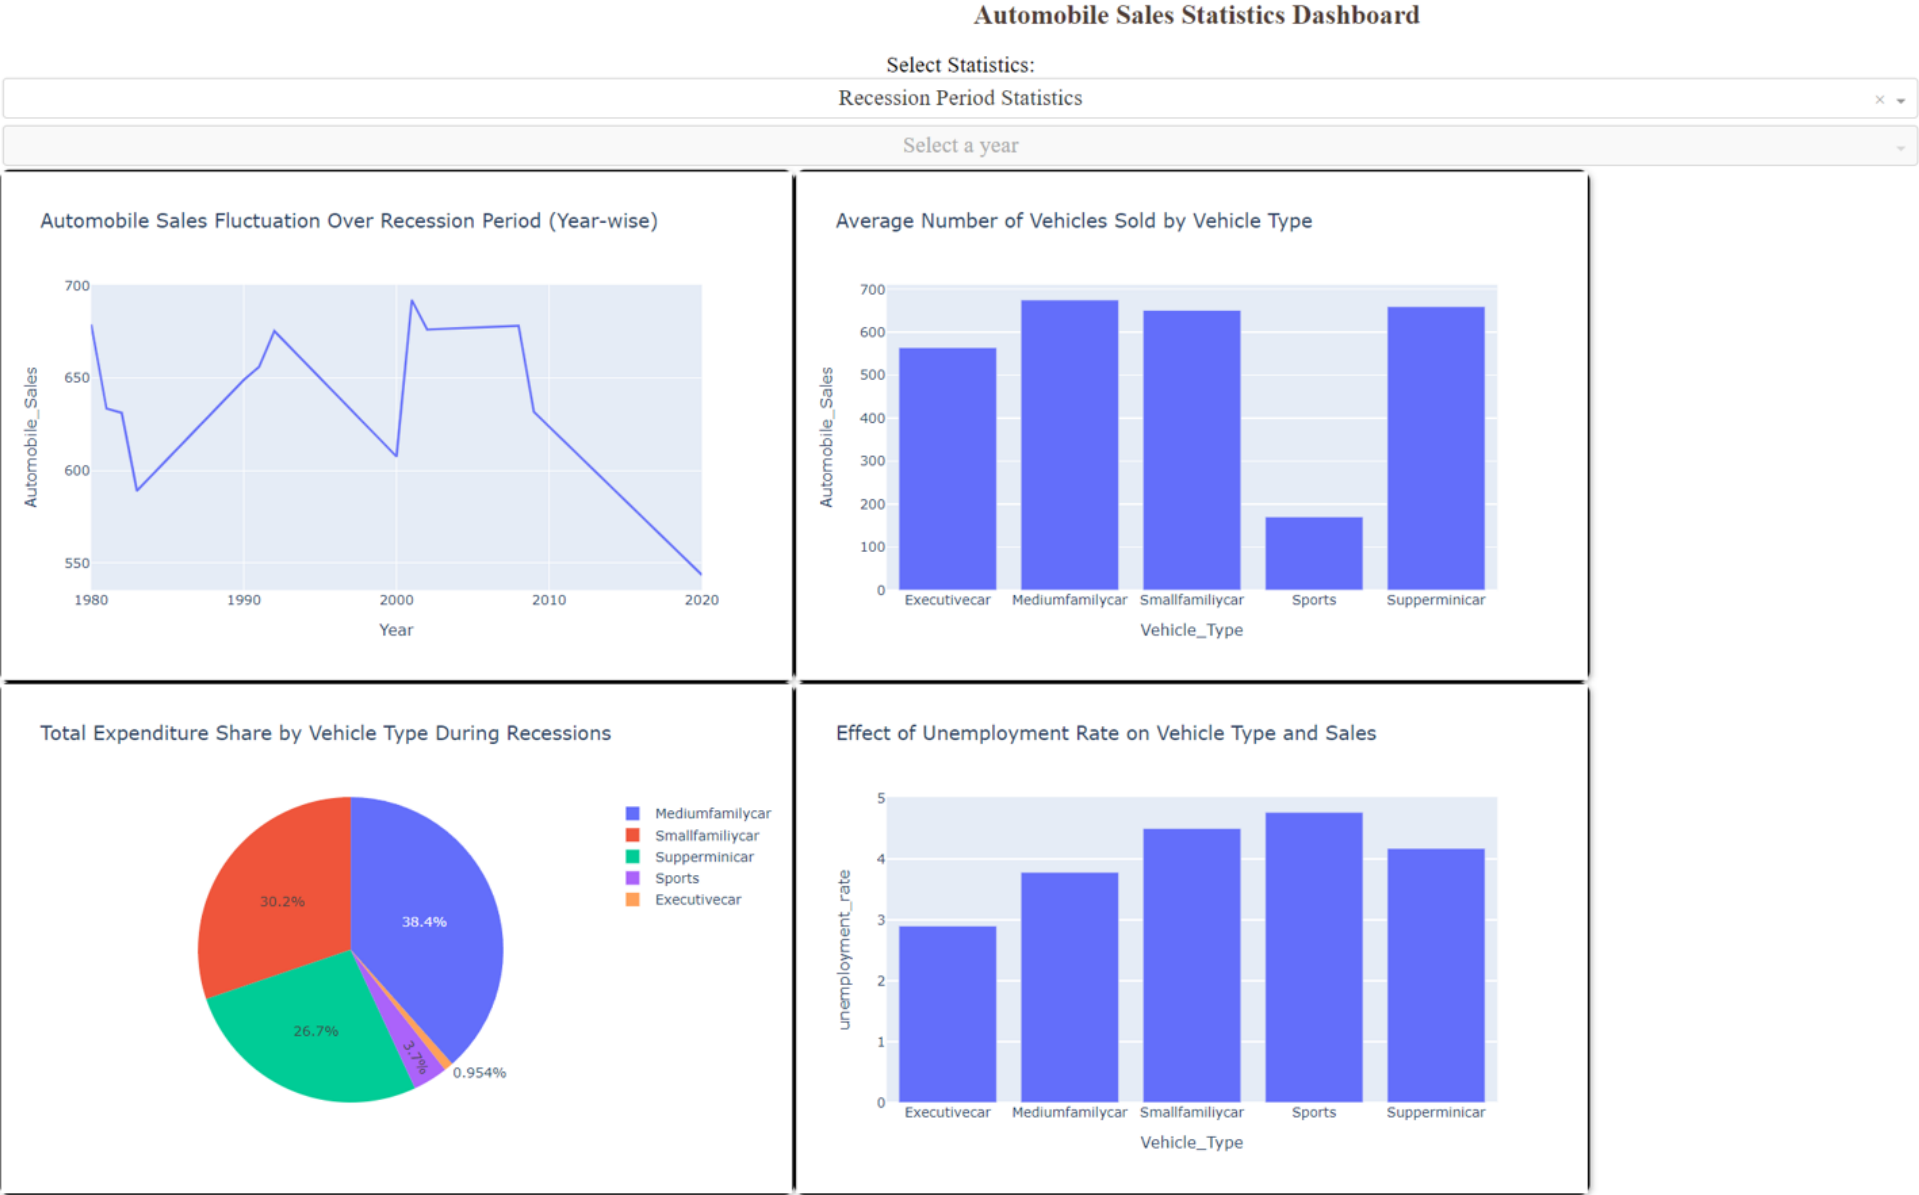 Automobile Sales Statistics Dashboard
Select Statistics:
Recession Period Statistics
×
Select a year
Automobile Sales Fluctuation Over Recession Period (Year-wise)
700
650
600
550
Automobile_Sales
1980 1990 2000 2010 2020
Year
Average Number of Vehicles Sold by Vehicle Type
700
600
500
400
300
200
100
0
Automobile_Sales
Executivecar Mediumfamilycar Smallfamiliycar Sports Supperminicar
Vehicle_Type
Total Expenditure Share by Vehicle Type During Recessions
Mediumfamilycar
Smallfamiliycar
Supperminicar
Sports
Executivecar
30.2%
38.4%
26.7%
3.7%
0.954%
Effect of Unemployment Rate on Vehicle Type and Sales
5
4
3
2
1
0
unemployment_rate
Executivecar Mediumfamilycar Smallfamiliycar Sports Supperminicar
Vehicle_Type